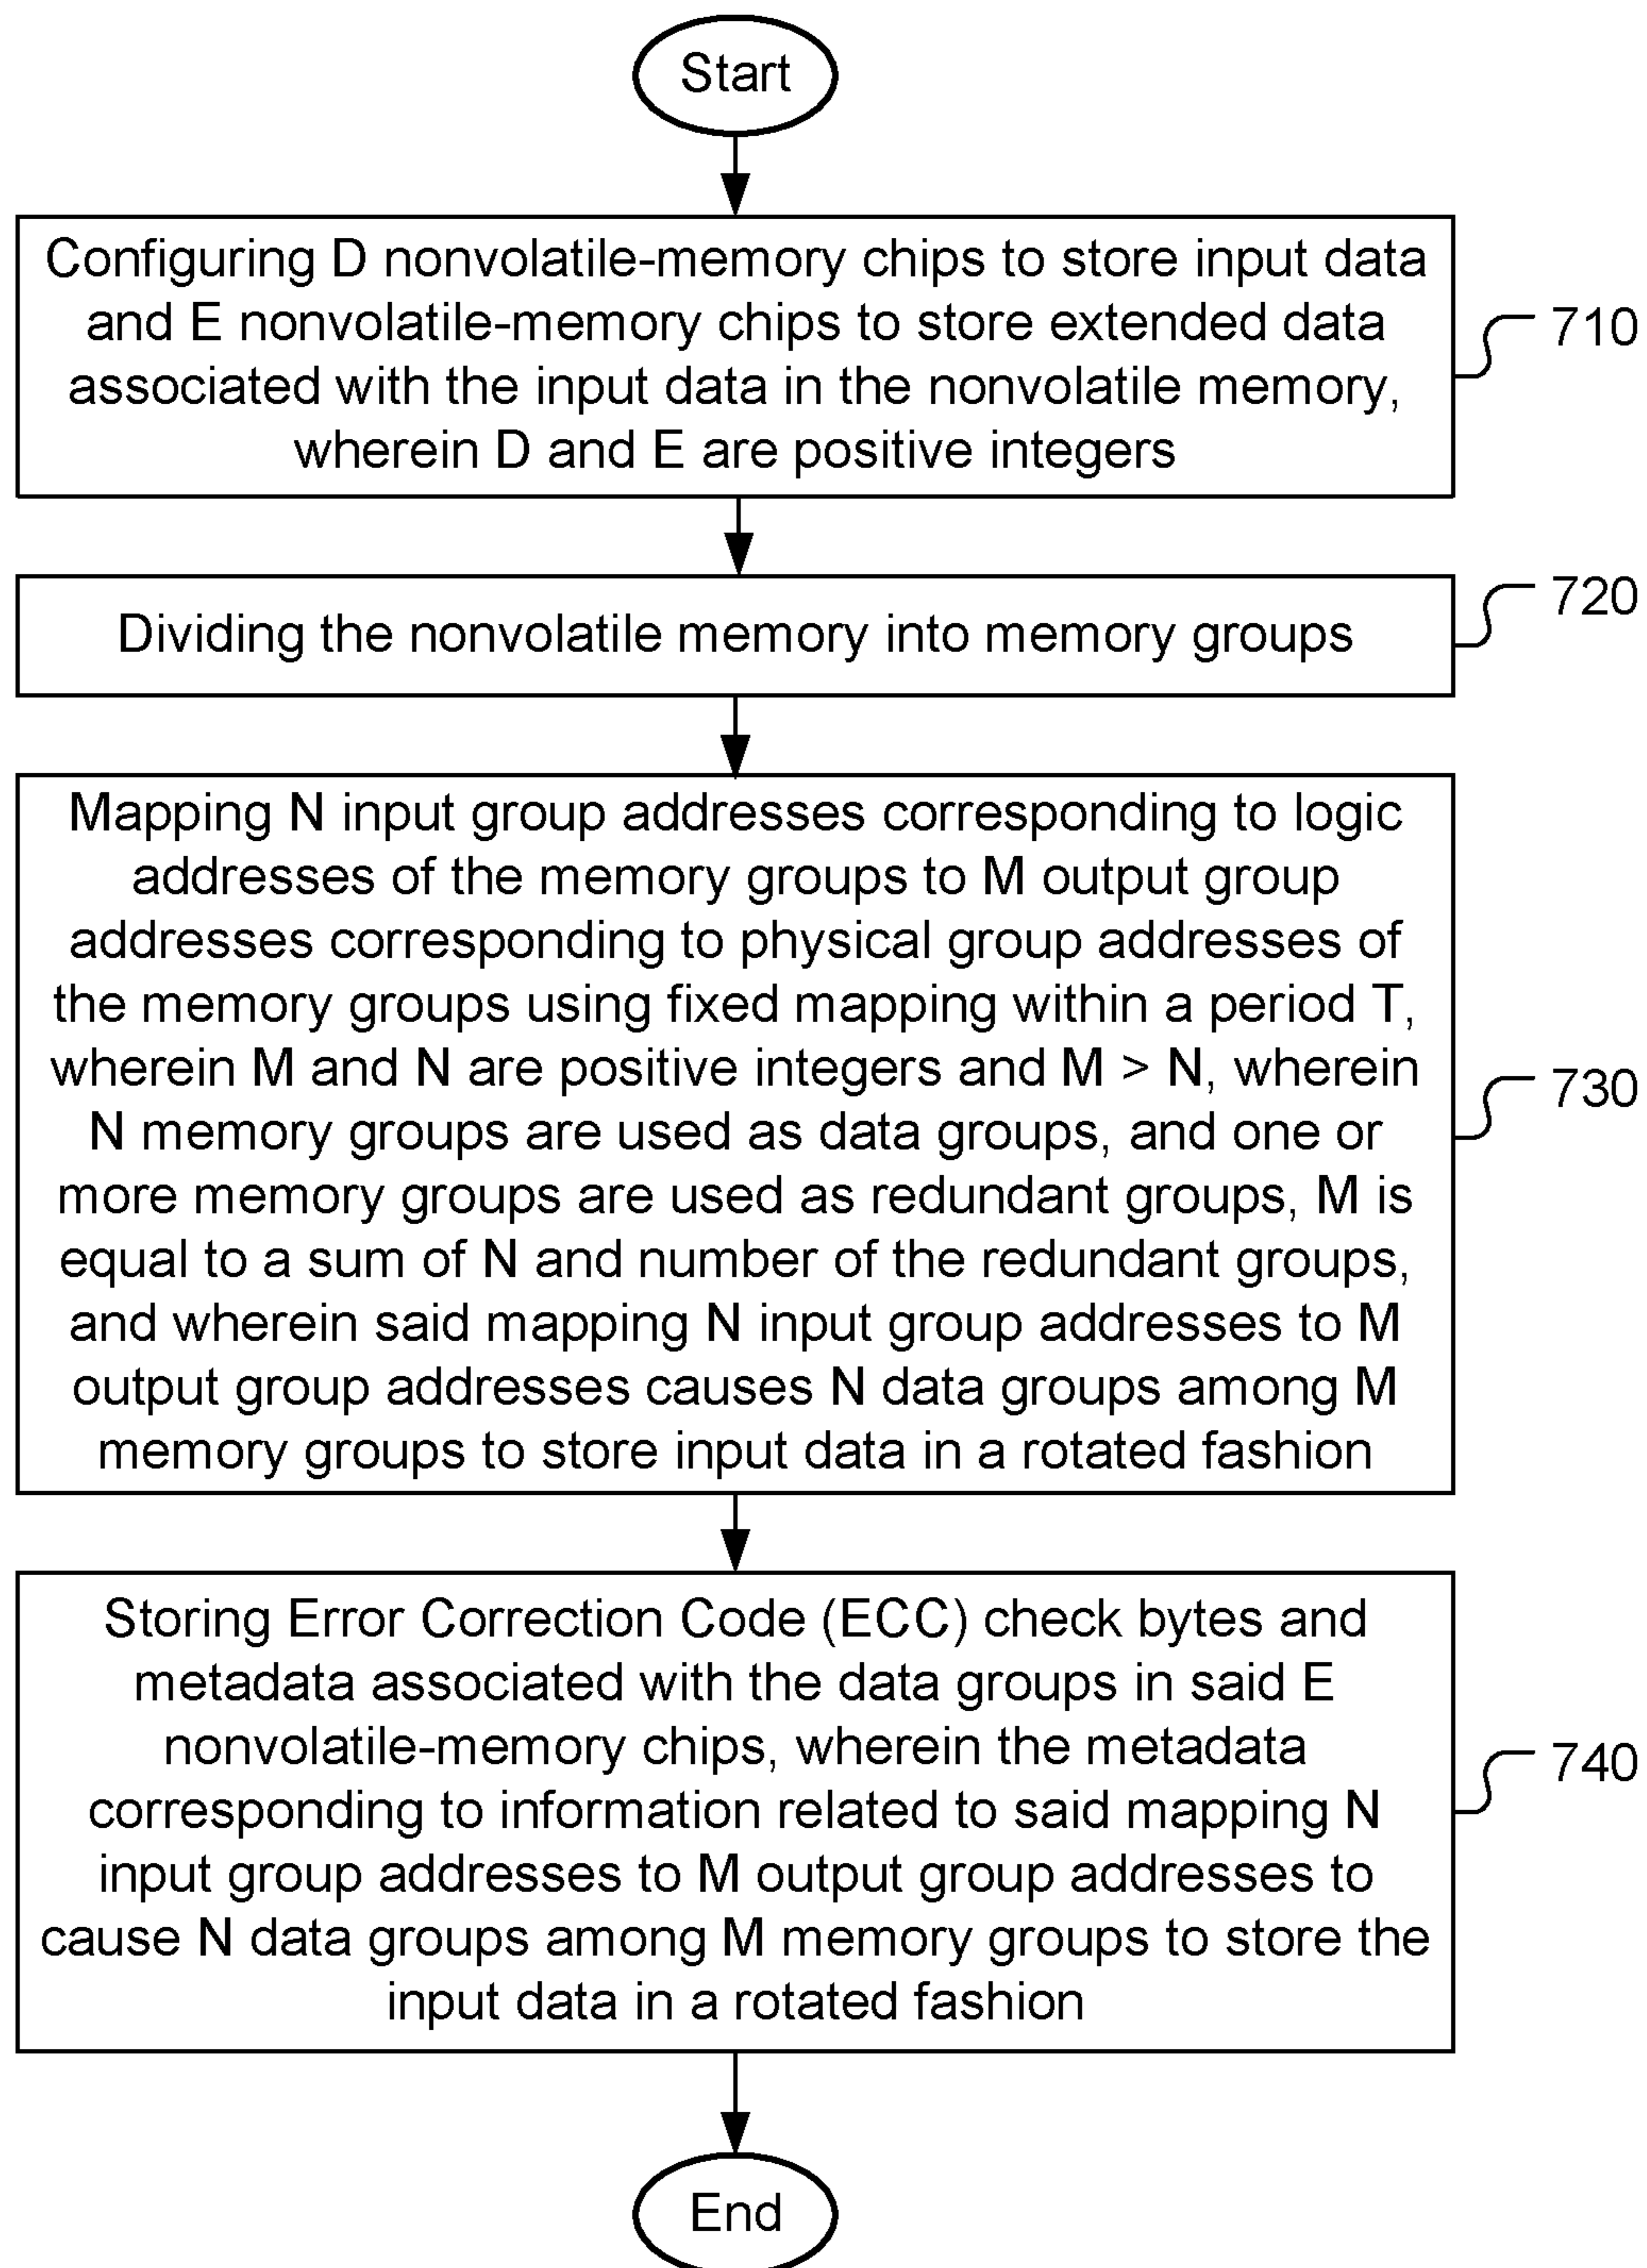 Start
Configuring D nonvolatile-memory chips to store input data
and E nonvolatile-memory chips to store extended data
associated with the input data in the nonvolatile memory,
wherein D and E are positive integers
710
Dividing the nonvolatile memory into memory groups
720
Mapping N input group addresses corresponding to logic
addresses of the memory groups to M output group
addresses corresponding to physical group addresses of
the memory groups using fixed mapping within a period T,
wherein M and N are positive integers and M > N, wherein
N memory groups are used as data groups, and one or
more memory groups are used as redundant groups, M is
equal to a sum of N and number of the redundant groups,
and wherein said mapping N input group addresses to M
output group addresses causes N data groups among M
memory groups to store input data in a rotated fashion
730
Storing Error Correction Code (ECC) check bytes and
metadata associated with the data groups in said E
nonvolatile-memory chips, wherein the metadata
corresponding to information related to said mapping N
input group addresses to M output group addresses to
cause N data groups among M memory groups to store the
input data in a rotated fashion
740
End